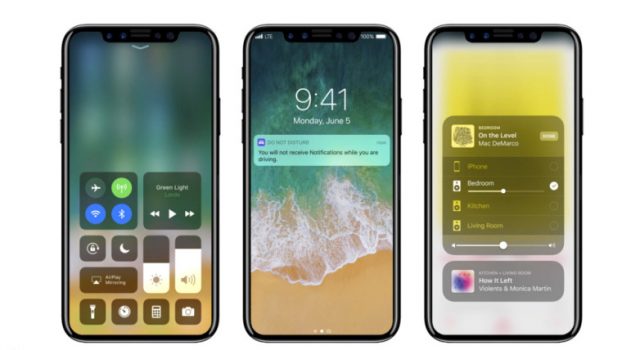 Green Light
Lorde
AirPlay
Mirroring
LTE
100%
9:41
Monday, June 5
DO NOT DISTURB
now
You will not receive Notifications while you are
driving.
BEDROOM
On the Level
Mac DeMarco
iPhone
Bedroom
Kitchen
Living Room
KITCHEN + LIVING ROOM
How It Left
Violents & Monica Martin